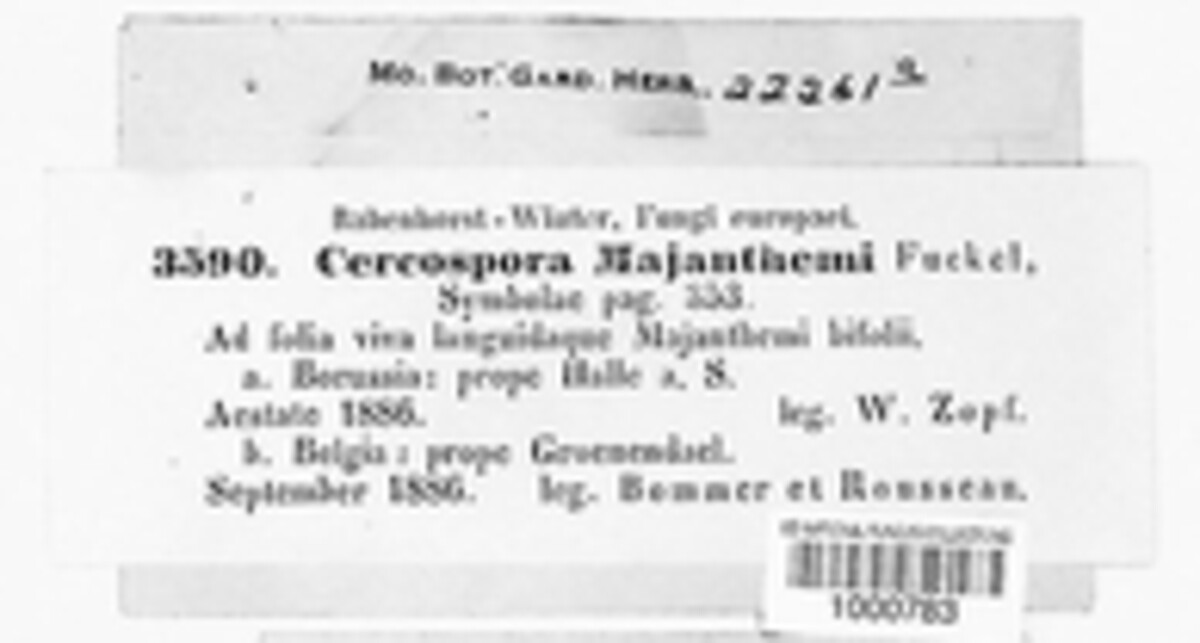 Mo. Bot. Gard. Herb. 222619
Rabenhorst-Winter, Fungi europaei.
3590. Cercospora Majanthemi Fuckel,
Symbolae pag. 353.
Ad folia viva languidaque Majanthemi bifolii,
a. Borussia: prope Halle a. S.
Aestate 1886. leg. W. Zopf.
b. Belgia: prope Groenendael.
September 1886. leg. Bommer et Rousseau.
1000783